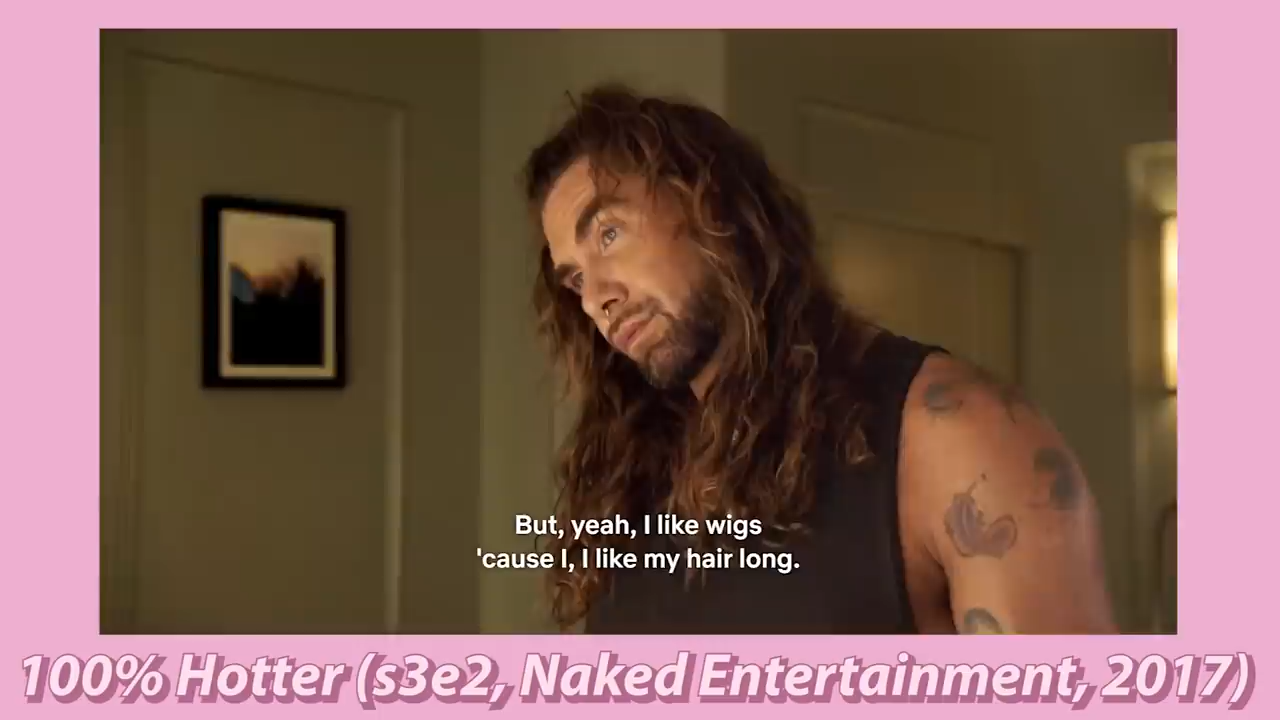 But, yeah, I like wigs
'cause I, I like my hair long.
100% Hotter (s3e2, Naked Entertainment, 2017)